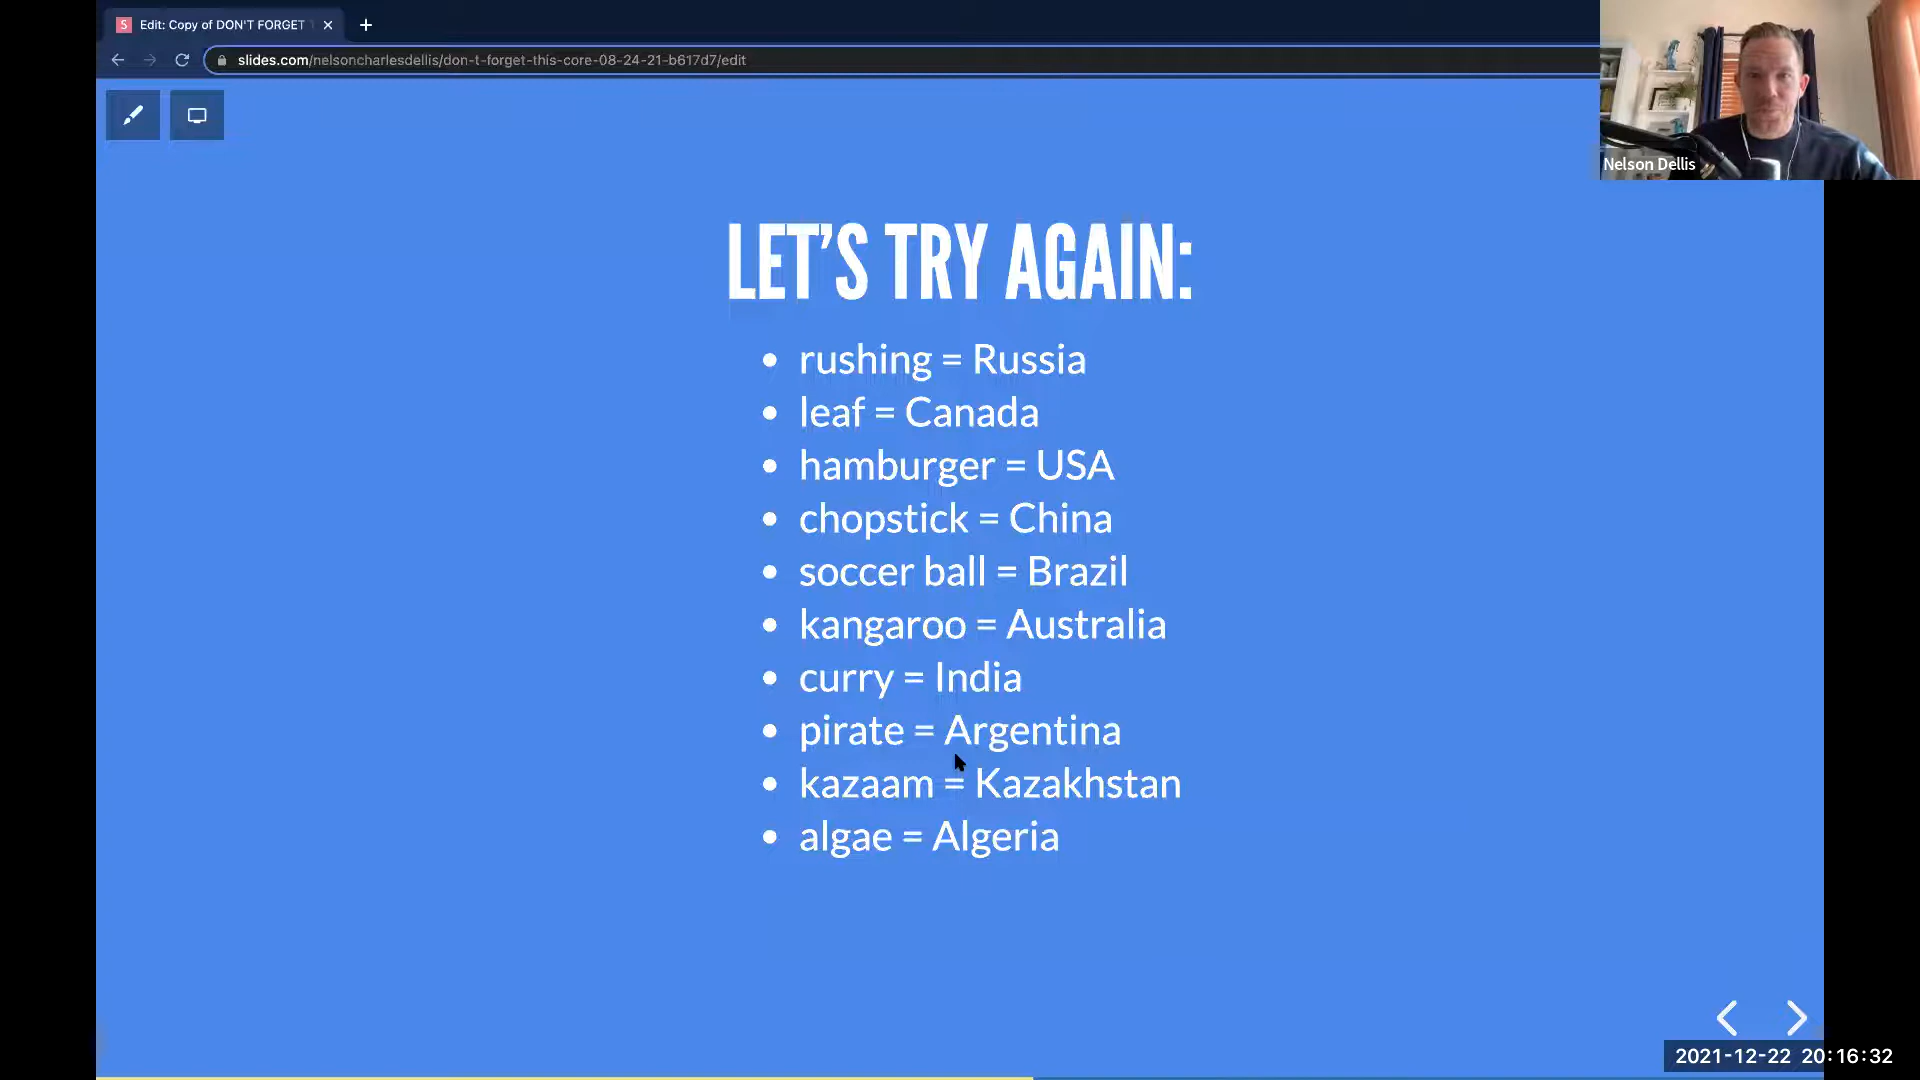 Edit: Copy of DON'T FORGET
slides.com/nelsoncharlesdellis/don-t-forget-this-core-08-24-21-b617d7/edit
Nelson Dellis
LET'S TRY AGAIN:
• rushing = Russia
• leaf = Canada
• hamburger = USA
• chopstick = China
• soccer ball = Brazil
• kangaroo = Australia
• curry = India
• pirate = Argentina
• kazaam = Kazakhstan
• algae = Algeria
2021-12-22 20:16:32